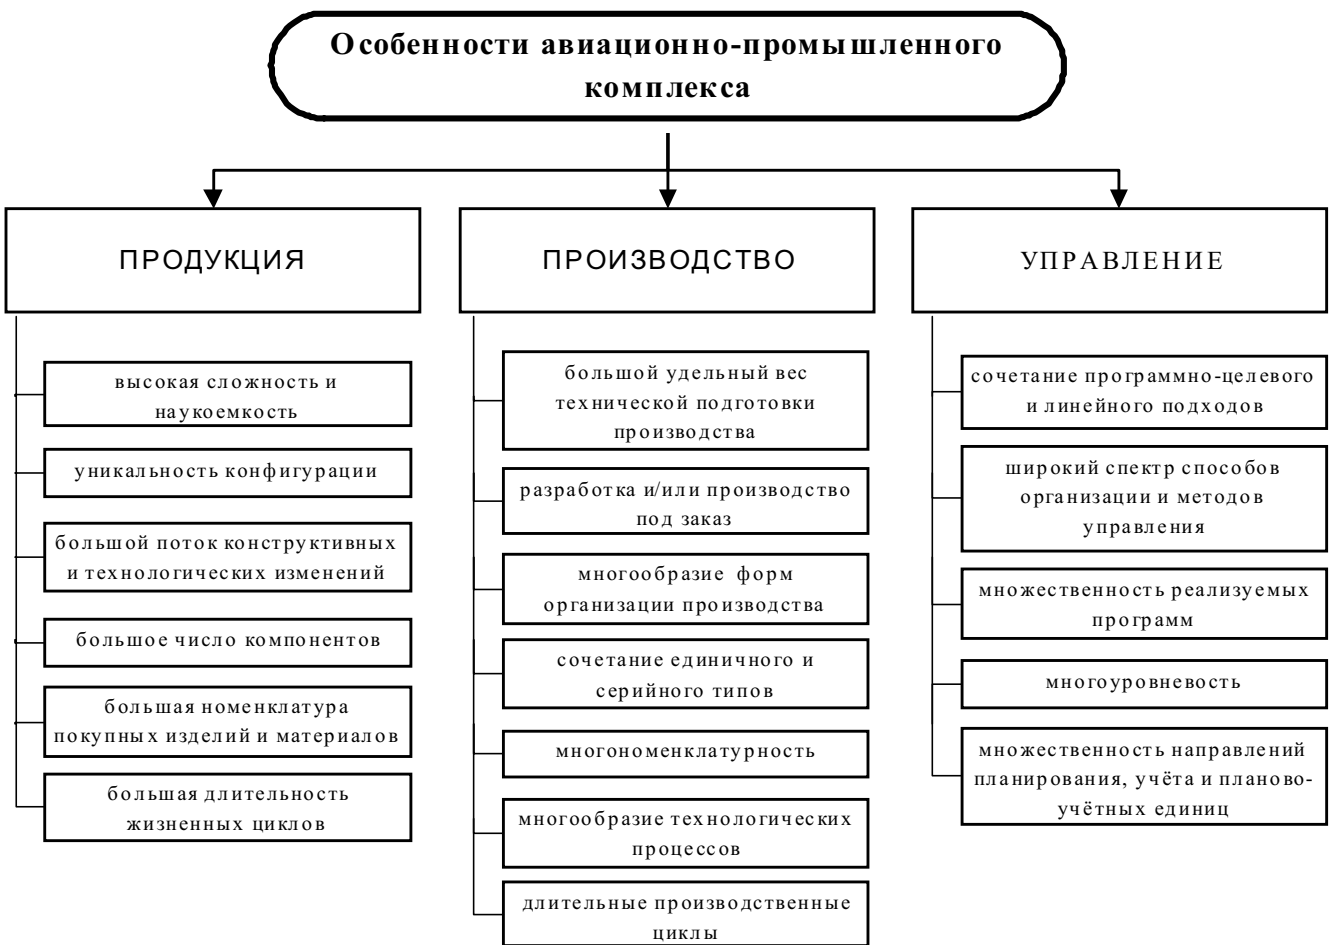 Особенности авиационно-промышленного
комплекса
ПРОДУКЦИЯ
высокая сложность и
наукоемкость
уникальность конфигурации
большой поток конструктивных
и технологических изменений
большое число компонентов
большая номенклатура
покупных изделий и материалов
большая длительность
жизненных циклов
ПРОИЗВОДСТВО
большой удельный вес
технической подготовки
производства
разработка и/или производство
под заказ
многообразие форм
организации производства
сочетание единичного и
серийного типов
многономенклатурность
многообразие технологических
процессов
длительные производственные
циклы
УПРАВЛЕНИЕ
сочетание программно-целевого
и линейного подходов
широкий спектр способов
организации и методов
управления
множественность реализуемых
программ
многоуровневость
множественность направлений
планирования, учёта и планово-
учётных единиц